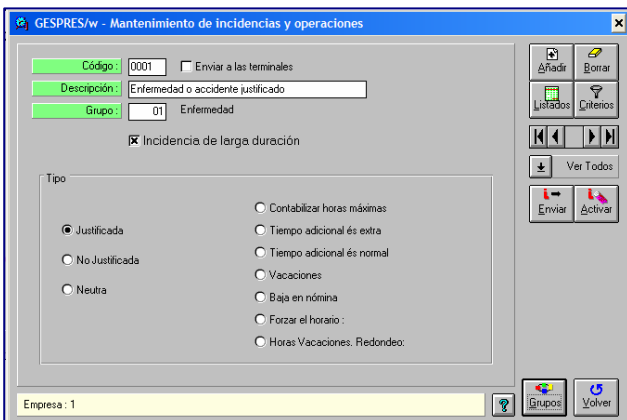 GESPRES/w - Mantenimiento de incidencias y operaciones
Código : 0001 Enviar a las terminales
Descripción : Enfermedad o accidente justificado
Grupo : 01 Enfermedad
Incidencia de larga duración
Tipo
Justificada
No Justificada
Neutra
Contabilizar horas máximas
Tiempo adicional és extra
Tiempo adicional és normal
Vacaciones
Baja en nómina
Forzar el horario :
Horas Vacaciones. Redondeo:
Añadir Borrar
Listados Criterios
Ver Todos
Enviar Activar
Empresa : 1
?
Grupos Volver